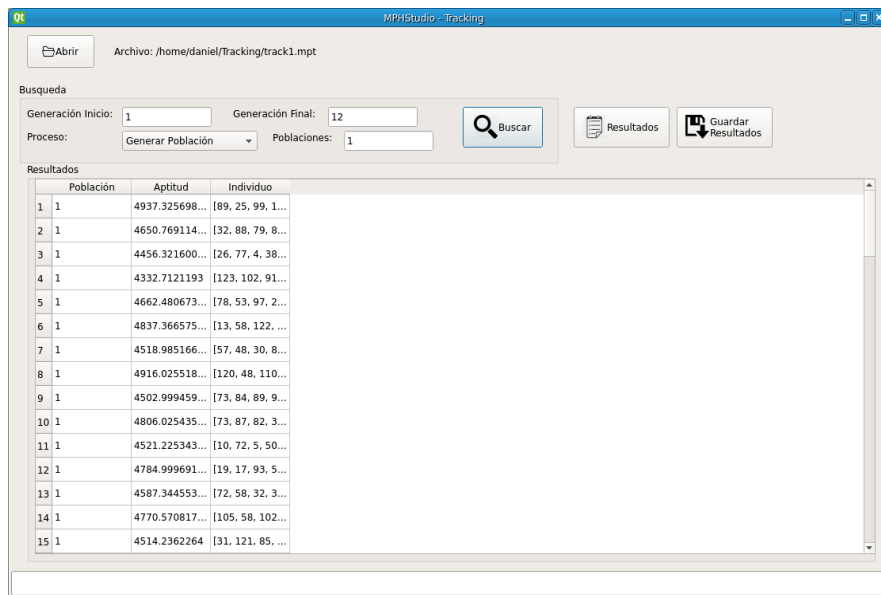 Qt MPHStudio - Tracking
Abrir Archivo: /home/daniel/Tracking/track1.mpt
Busqueda
Generación Inicio: 1 Generación Final: 12
Buscar Resultados Guardar Resultados
Proceso: Generar Población Poblaciones: 1
Resultados
Población Aptitud Individuo
1 1 4937.325698... [89, 25, 99, 1...
2 1 4650.769114... [32, 88, 79, 8...
3 1 4456.321600... [26, 77, 4, 38...
4 1 4332.7121193 [123, 102, 91...
5 1 4662.480673... [78, 53, 97, 2...
6 1 4837.366575... [13, 58, 122, ...
7 1 4518.985166... [57, 48, 30, 8...
8 1 4916.025518... [120, 48, 110...
9 1 4502.999459... [73, 84, 89, 9...
10 1 4806.025435... [73, 87, 82, 3...
11 1 4521.225343... [10, 72, 5, 50...
12 1 4784.999691... [19, 17, 93, 5...
13 1 4587.344553... [72, 58, 32, 3...
14 1 4770.570817... [105, 58, 102...
15 1 4514.2362264 [31, 121, 85, ...